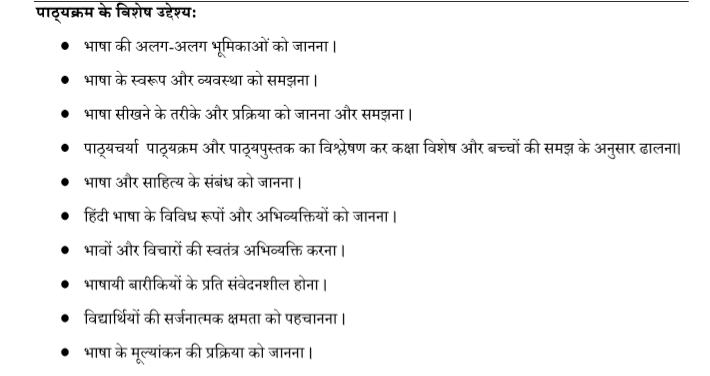 पाठ्यक्रम के विशेष उद्देश्य:
● भाषा की अलग-अलग भूमिकाओं को जानना।
● भाषा के स्वरूप और व्यवस्था को समझना।
● भाषा सीखने के तरीके और प्रक्रिया को जानना और समझना।
● पाठ्यचर्या पाठ्यक्रम और पाठ्यपुस्तक का विश्लेषण कर कक्षा विशेष और बच्चों की समझ के अनुसार ढालना|
● भाषा और साहित्य के संबंध को जानना।
● हिंदी भाषा के विविध रूपों और अभिव्यक्तियों को जानना।
● भावों और विचारों की स्वतंत्र अभिव्यक्ति करना।
● भाषायी बारीकियों के प्रति संवेदनशील होना।
● विद्यार्थियों की सर्जनात्मक क्षमता को पहचानना।
● भाषा के मूल्यांकन की प्रक्रिया को जानना।